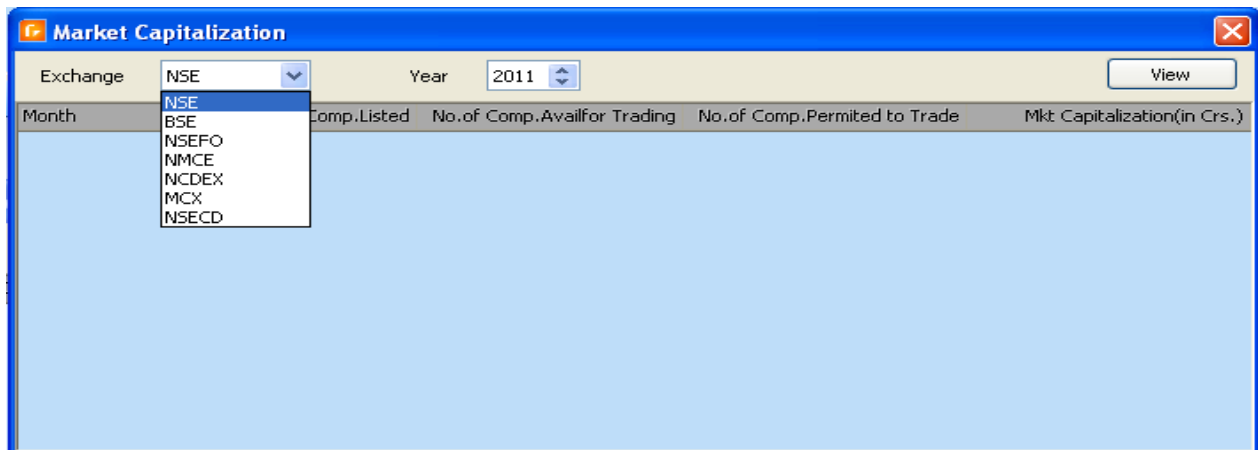 Market Capitalization
Exchange NSE Year 2011 View
NSE
BSE
NSEFO
NMCE
NCDEX
MCX
NSECD
Month Comp.Listed No.of Comp.Availfor Trading No.of Comp.Permited to Trade Mkt Capitalization(in Crs.)